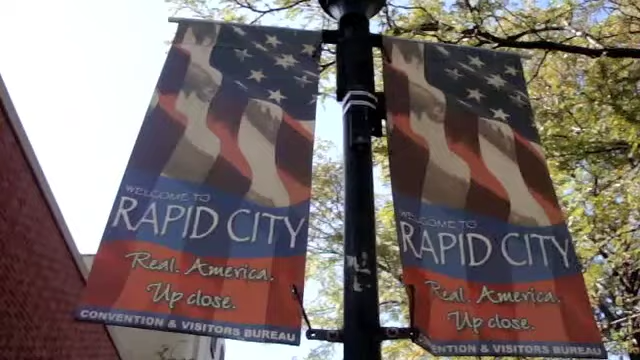 WELCOME TO
RAPID CITY
Real. America.
Up close.
CONVENTION & VISITORS BUREAU
WELCOME TO
RAPID CITY
Real. America.
Up close.
VENTION & VISITORS BUREAU